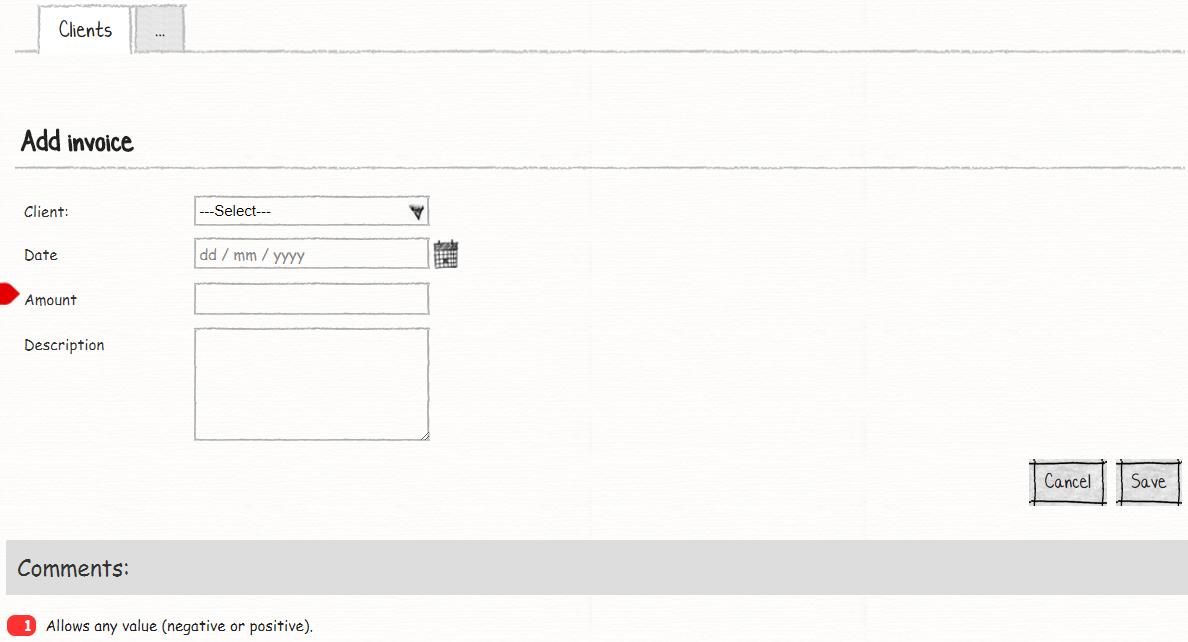 Clients ...
Add invoice
Client: ---Select---
Date dd / mm / yyyy
Amount
Description
Cancel Save
Comments:
1 Allows any value (negative or positive).